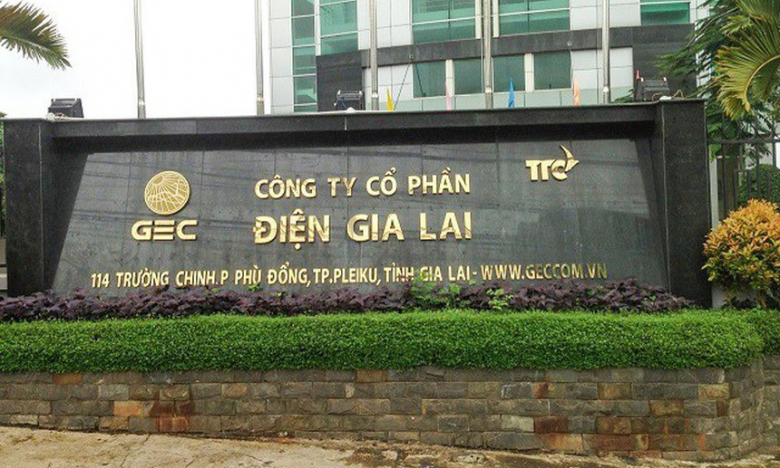 GEC
CÔNG TY CỔ PHẦN
TTC
ĐIỆN GIA LAI
114 TRƯỜNG CHINH.P PHÙ ĐỔNG,TP.PLEIKU,TỈNH GIA LAI-WWW.GECCOM.VN